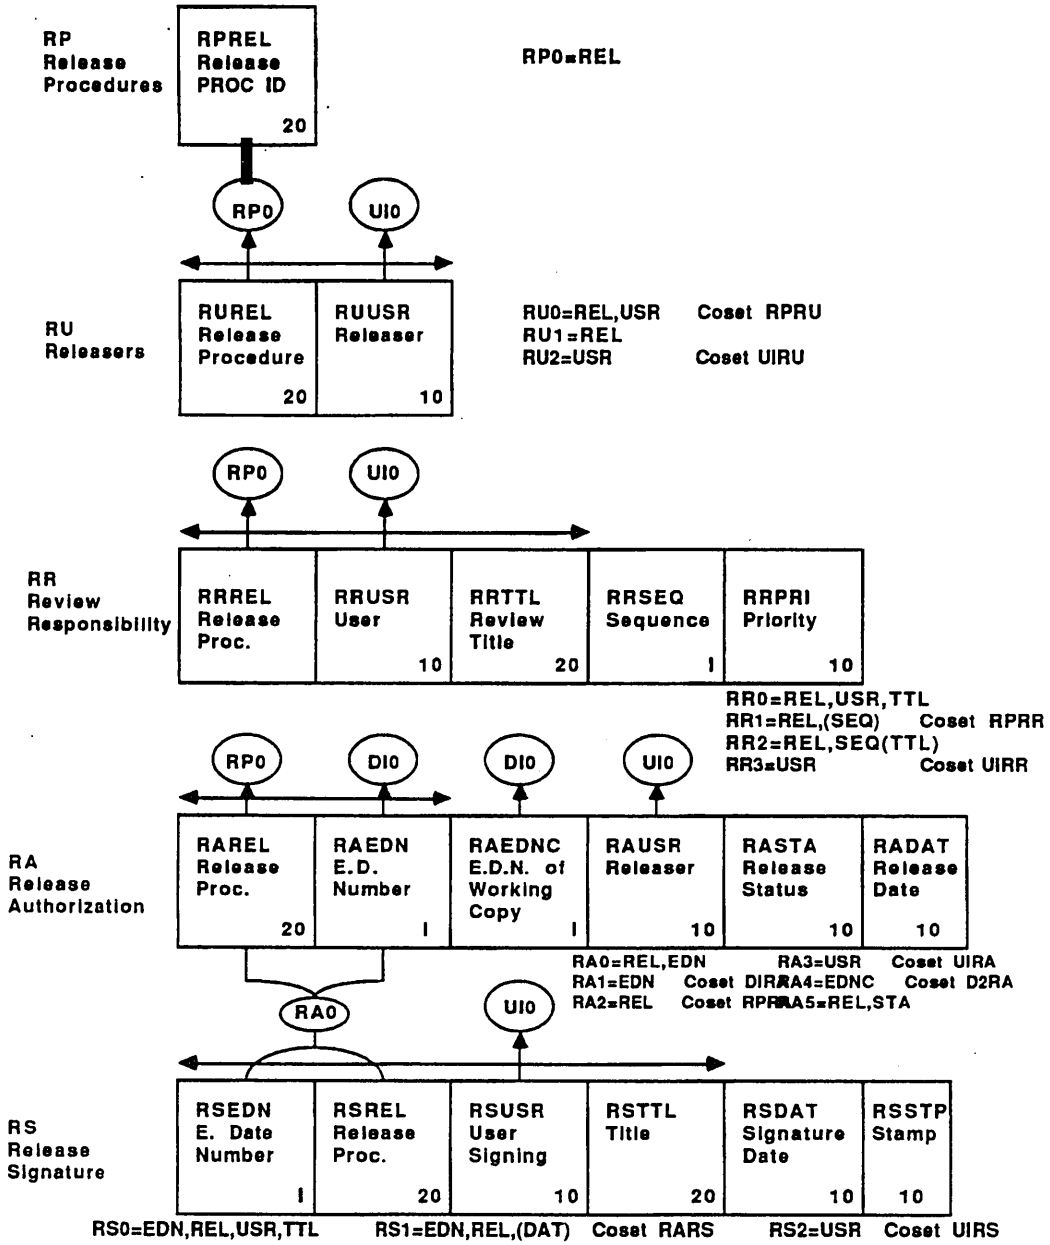 RP
Release
Procedures
RPREL
Release
PROC ID
20
RP0=REL
RP0
UI0
RU
Releasers
RUREL
Release
Procedure
20
RUUSR
Releaser
10
RU0=REL,USR Coset RPRU
RU1=REL
RU2=USR Coset UIRU
RP0
UI0
RR
Review
Responsibility
RRREL
Release
Proc.
RRUSR
User
10
RRTTL
Review
Title
20
RRSEQ
Sequence
I
RRPRI
Priority
10
RR0=REL,USR,TTL
RR1=REL,(SEQ) Coset RPRR
RR2=REL,SEQ(TTL)
RR3=USR Coset UIRR
RP0
DI0
DI0
UI0
RA
Release
Authorization
RAREL
Release
Proc.
20
RAEDN
E.D.
Number
I
RAEDNC
E.D.N. of
Working
Copy
I
RAUSR
Releaser
10
RASTA
Release
Status
10
RADAT
Release
Date
10
RA0=REL,EDN RA3=USR Coset UIRA
RA1=EDN Coset DIRA RA4=EDNC Coset D2RA
RA2=REL Coset RPRA RA5=REL,STA
RA0
UI0
RS
Release
Signature
RSEDN
E. Date
Number
I
RSREL
Release
Proc.
20
RSUSR
User
Signing
10
RSTTL
Title
20
RSDAT
Signature
Date
10
RSSTP
Stamp
10
RS0=EDN,REL,USR,TTL RS1=EDN,REL,(DAT) Coset RARS RS2=USR Coset UIRS